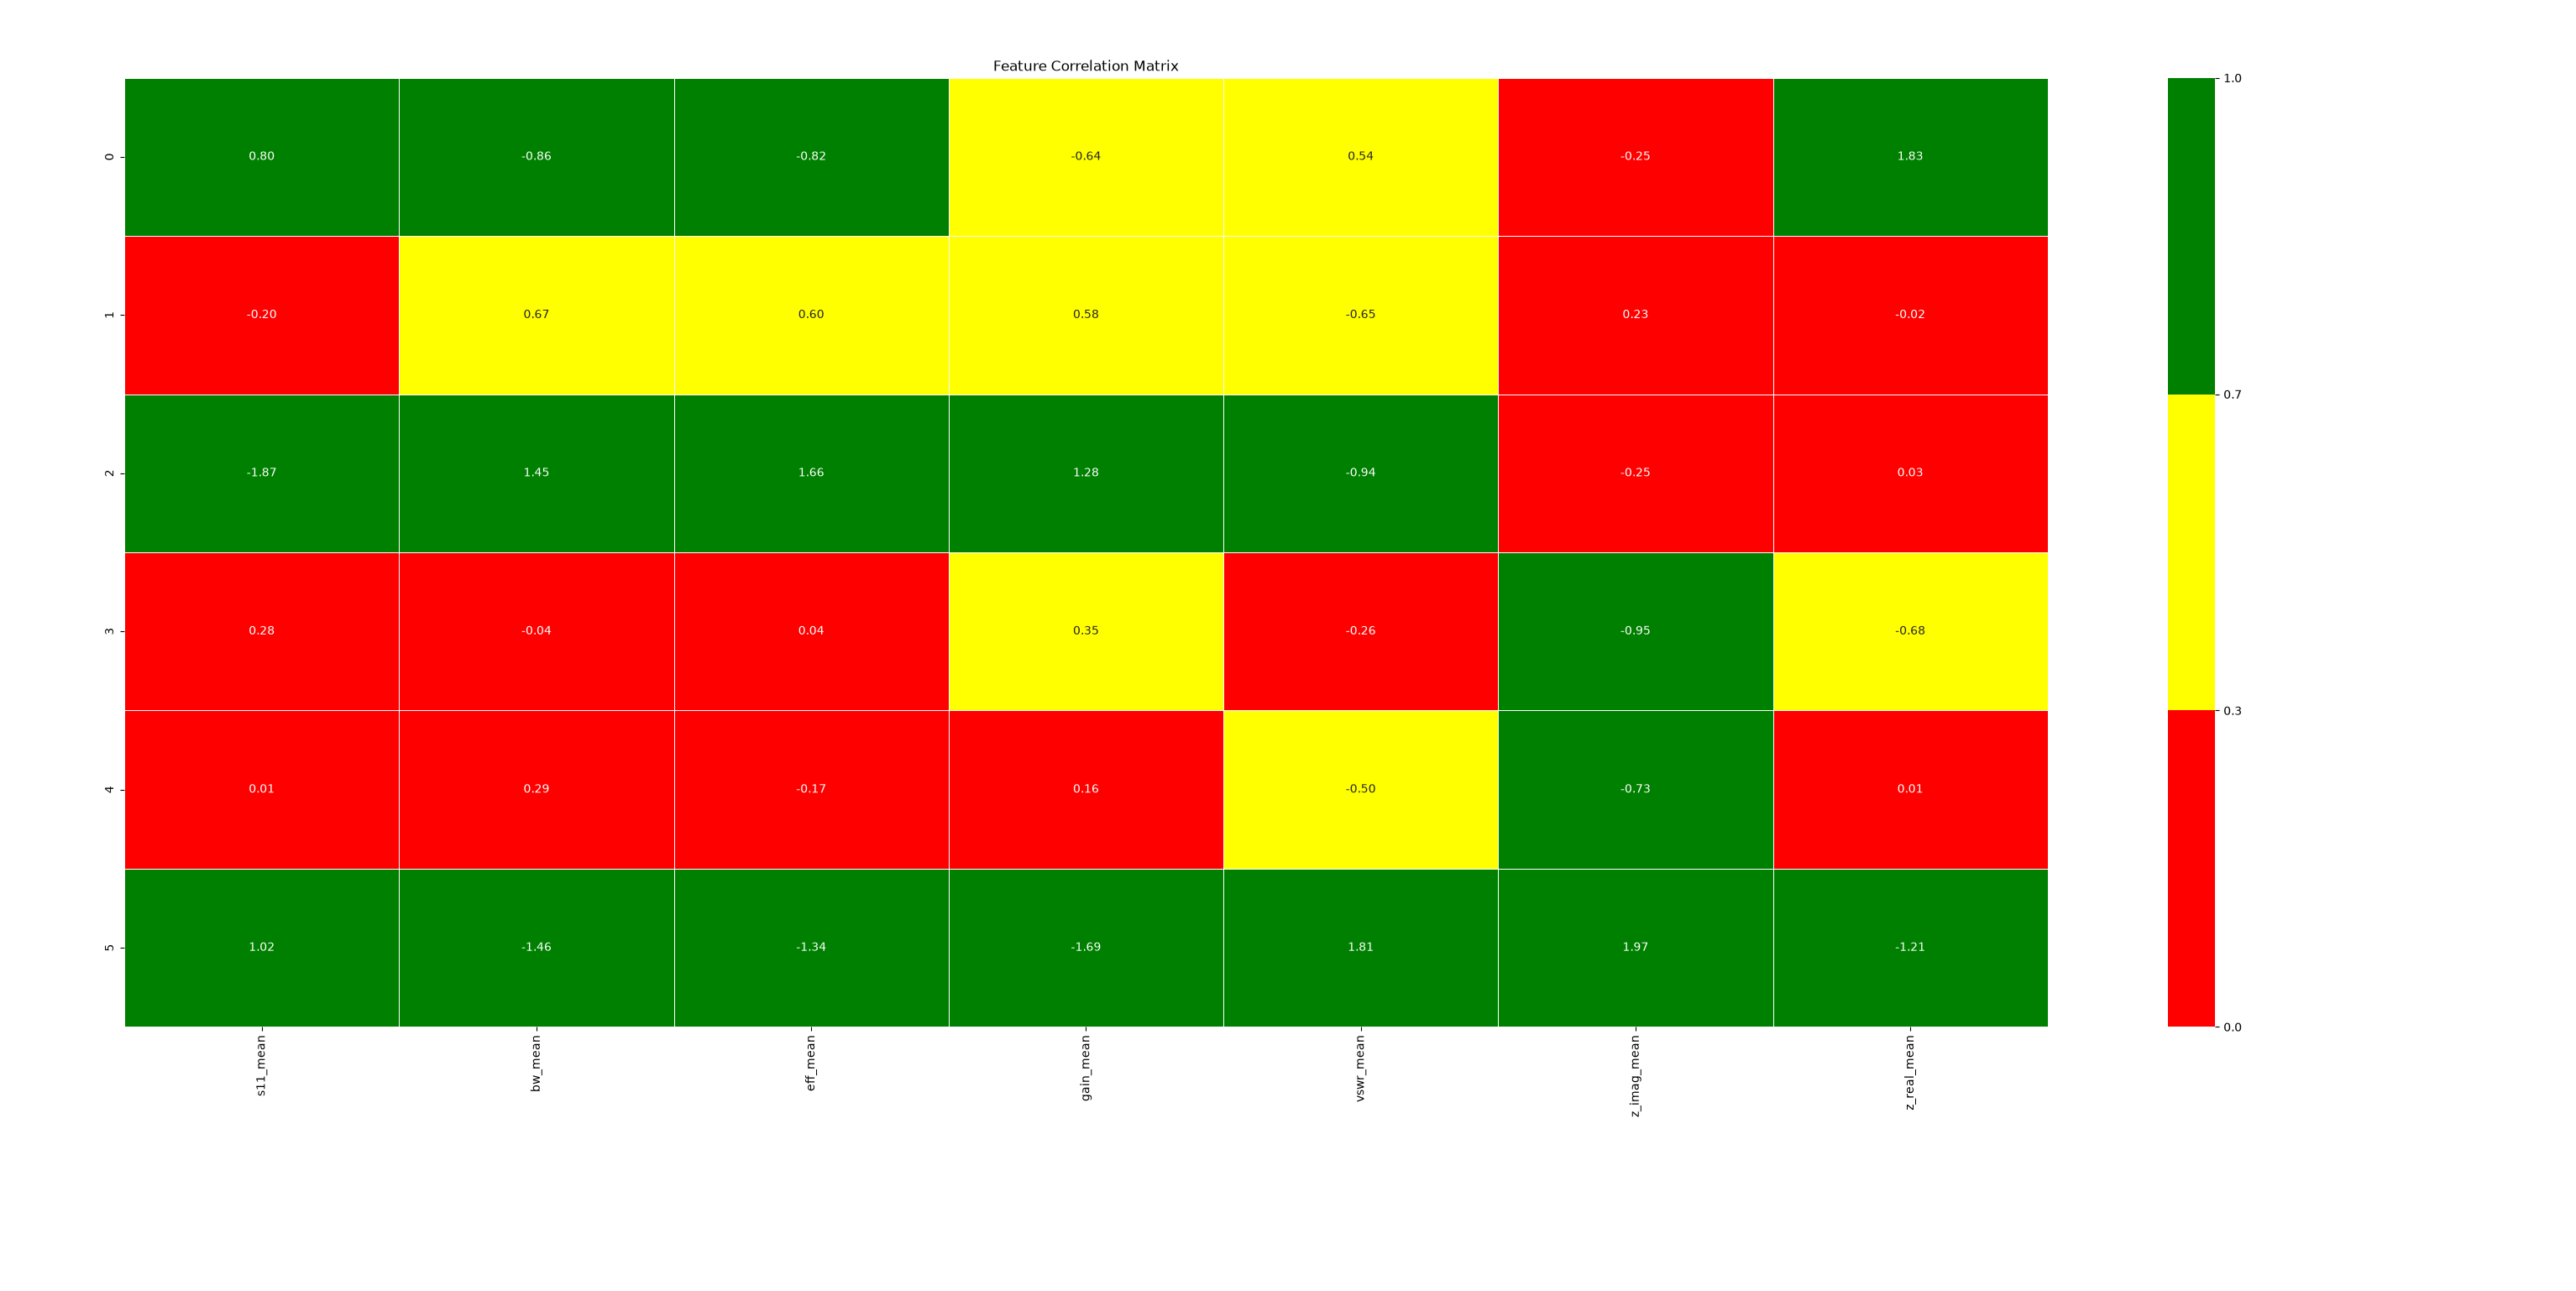 Feature Correlation Matrix
0 0.80 -0.86 -0.82 -0.64 0.54 -0.25 1.83
1 -0.20 0.67 0.60 0.58 -0.65 0.23 -0.02
2 -1.87 1.45 1.66 1.28 -0.94 -0.25 0.03
3 0.28 -0.04 0.04 0.35 -0.26 -0.95 -0.68
4 0.01 0.29 -0.17 0.16 -0.50 -0.73 0.01
5 1.02 -1.46 -1.34 -1.69 1.81 1.97 -1.21
s11_mean bw_mean eff_mean gain_mean vswr_mean z_imag_mean z_real_mean
1.0
0.7
0.3
0.0